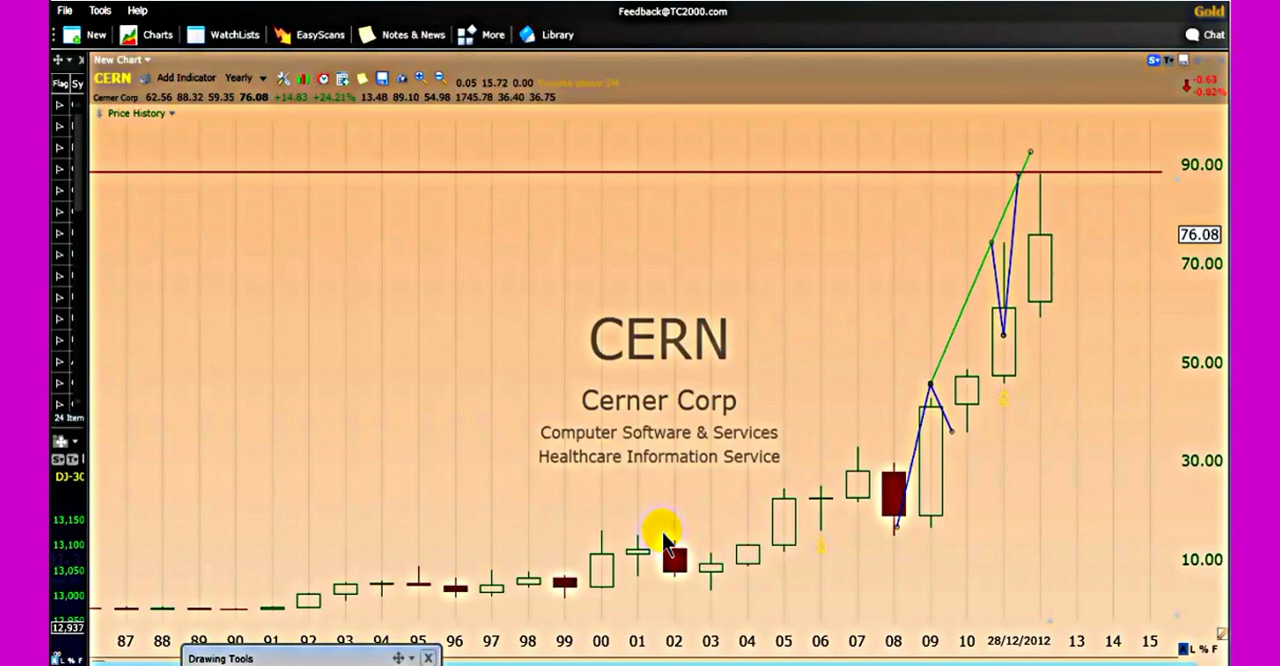 File Tools Help Feedback@TC2000.com Gold
New Charts WatchLists EasyScans Notes & News More Library Chat
New Chart
Flag Sy
CERN Add Indicator Yearly 0.05 15.72 0.00
Cerner Corp 62.56 88.32 59.35 76.08 +14.83 +24.21% 13.4B 89.10 54.98 1745.78 36.40 36.75
-0.63
-0.82%
Price History
90.00
76.08
70.00
CERN
Cerner Corp
Computer Software & Services
Healthcare Information Service
50.00
30.00
10.00
24 Item
DJ-30
13,150
13,100
13,050
13,000
12,937
87 88 89 90 91 92 93 94 95 96 97 98 99 00 01 02 03 04 05 06 07 08 09 10 28/12/2012 13 14 15
Drawing Tools
L % F
L % F